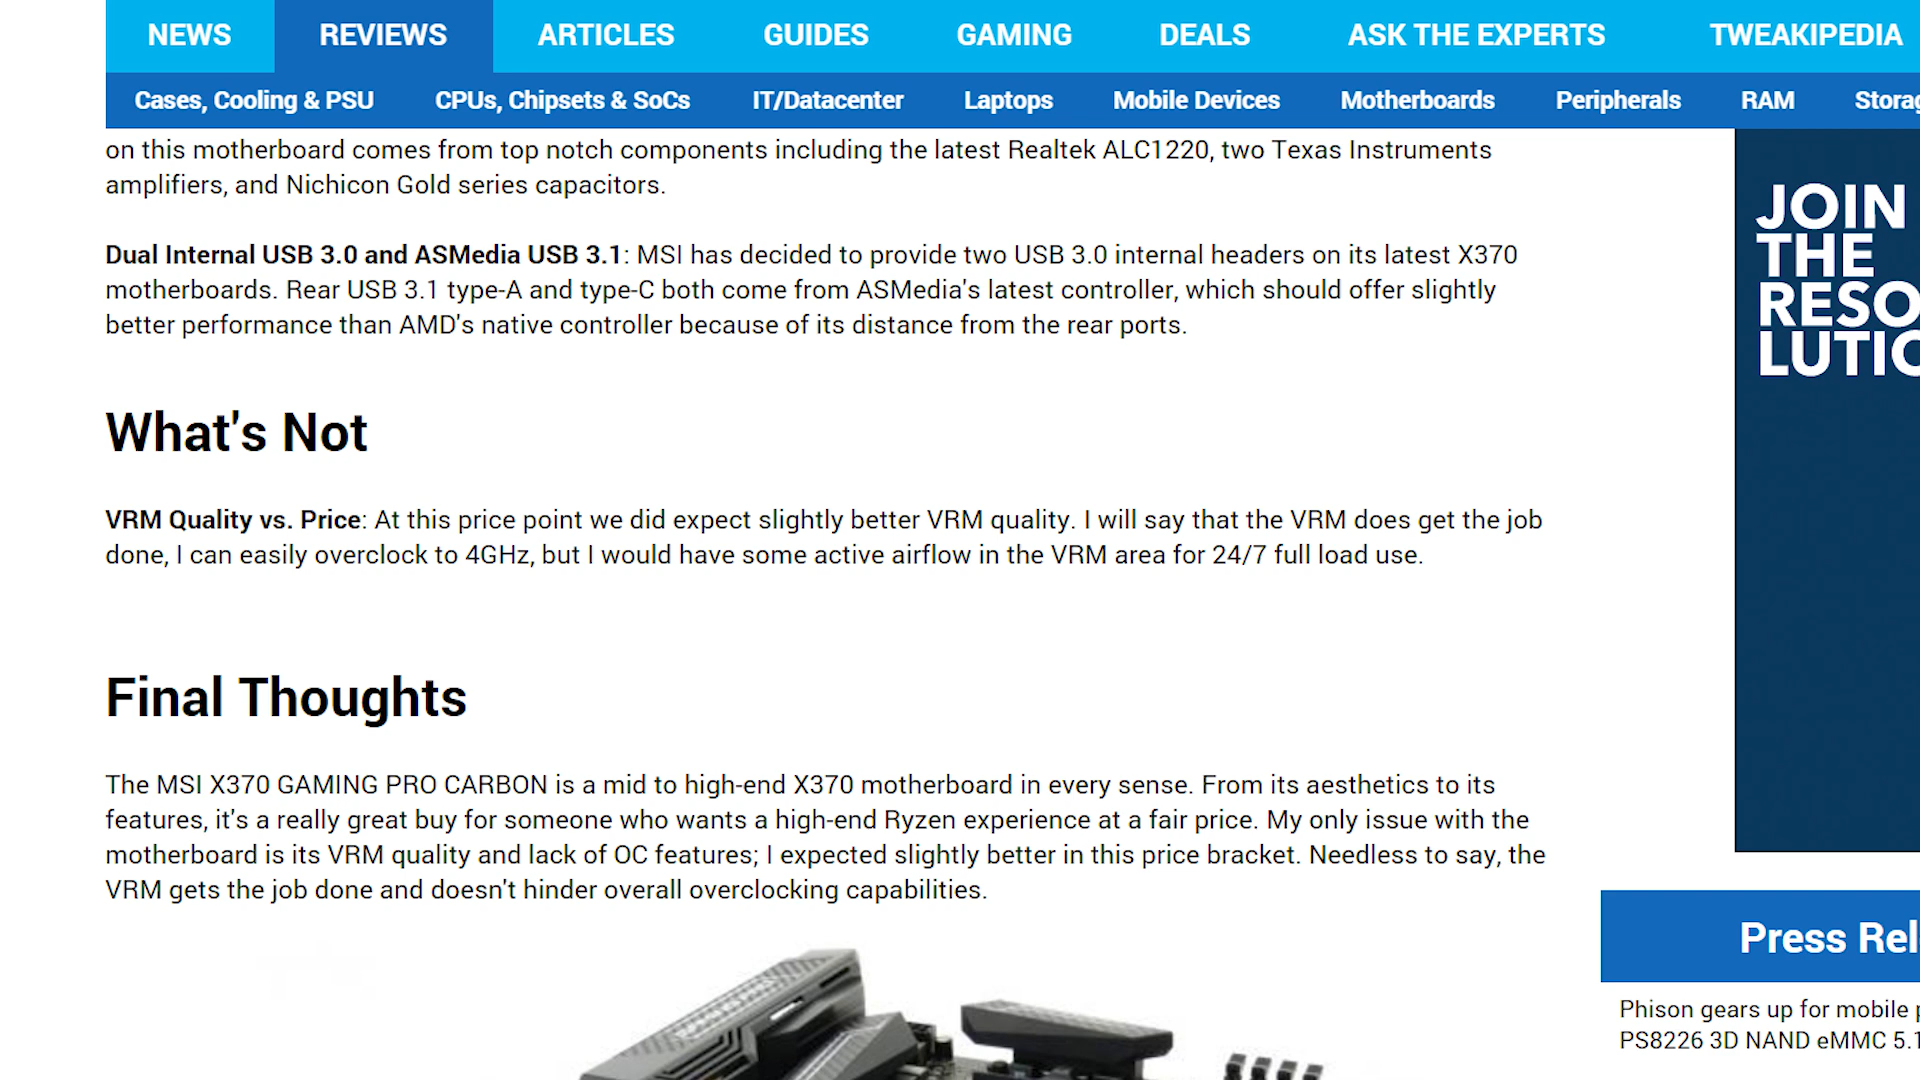 NEWS REVIEWS ARTICLES GUIDES GAMING DEALS ASK THE EXPERTS TWEAKIPEDIA
Cases, Cooling & PSU CPUs, Chipsets & SoCs IT/Datacenter Laptops Mobile Devices Motherboards Peripherals RAM
on this motherboard comes from top notch components including the latest Realtek ALC1220, two Texas Instruments
amplifiers, and Nichicon Gold series capacitors.
Dual Internal USB 3.0 and ASMedia USB 3.1: MSI has decided to provide two USB 3.0 internal headers on its latest X370
motherboards. Rear USB 3.1 type-A and type-C both come from ASMedia's latest controller, which should offer slightly
better performance than AMD's native controller because of its distance from the rear ports.
What's Not
VRM Quality vs. Price: At this price point we did expect slightly better VRM quality. I will say that the VRM does get the job
done, I can easily overclock to 4GHz, but I would have some active airflow in the VRM area for 24/7 full load use.
Final Thoughts
The MSI X370 GAMING PRO CARBON is a mid to high-end X370 motherboard in every sense. From its aesthetics to its
features, it's a really great buy for someone who wants a high-end Ryzen experience at a fair price. My only issue with the
motherboard is its VRM quality and lack of OC features; I expected slightly better in this price bracket. Needless to say, the
VRM gets the job done and doesn't hinder overall overclocking capabilities.
JOIN
THE
RESO
LUTIO
Press Rel
Phison gears up for mobile
PS8226 3D NAND eMMC 5.1